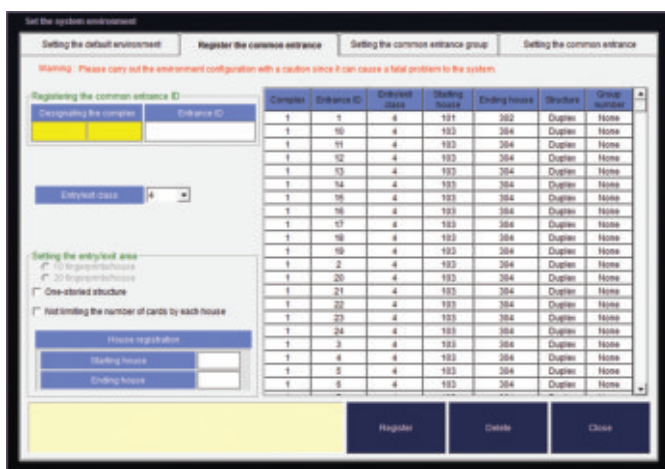 Set the system environment
Setting the default environment
Register the common entrance
Setting the common entrance group
Setting the common entrance
Warning : Please carry out the environment configuration with a caution since it can cause a fatal problem to the system.
Registering the common entrance ID
Designating the complex Entrance ID
Entry/exit class 4
Setting the entry/exit area
10 fingerprints/house
20 fingerprints/house
One-storied structure
Not limiting the number of cards by each house
House registration
Starting house
Ending house
Complex Entrance ID Entry/exit class Starting house Ending house Structure Group number
1 1 4 101 302 Duplex None
1 10 4 103 304 Duplex None
1 11 4 103 304 Duplex None
1 12 4 103 304 Duplex None
1 13 4 103 304 Duplex None
1 14 4 103 304 Duplex None
1 15 4 103 304 Duplex None
1 16 4 103 304 Duplex None
1 17 4 103 304 Duplex None
1 18 4 103 304 Duplex None
1 19 4 103 304 Duplex None
1 2 4 103 304 Duplex None
1 20 4 103 304 Duplex None
1 21 4 103 304 Duplex None
1 22 4 103 304 Duplex None
1 23 4 103 304 Duplex None
1 24 4 103 304 Duplex None
1 3 4 103 304 Duplex None
1 4 4 103 304 Duplex None
1 5 4 103 304 Duplex None
1 6 4 103 304 Duplex None
Register
Delete
Close